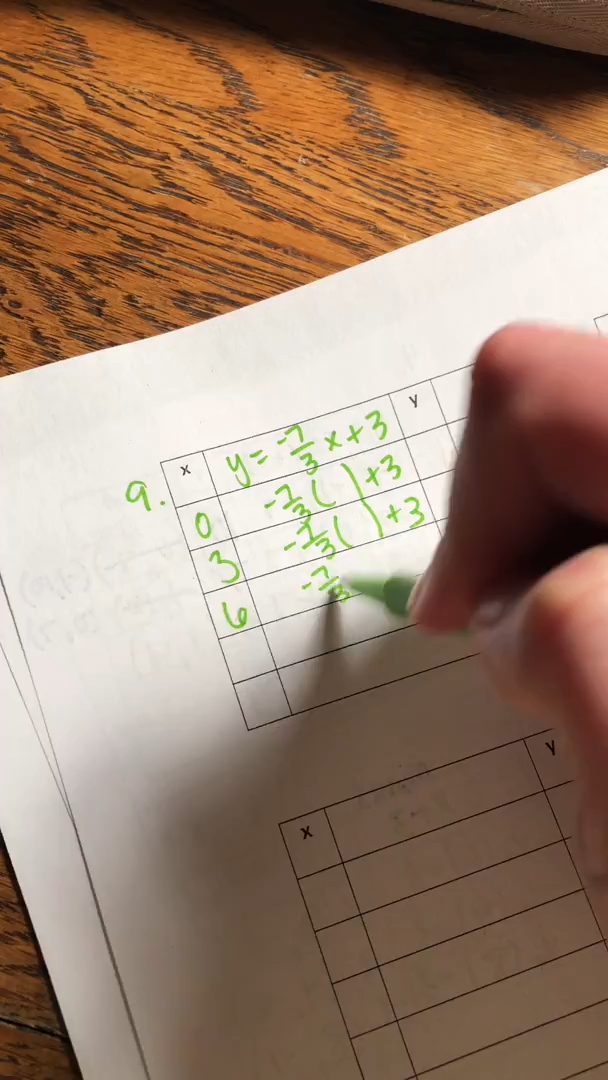 9.
x y = -7/3 x + 3 y
0 -7/3 ( ) + 3
3 -7/3 ( ) + 3
6 -7/3
x y